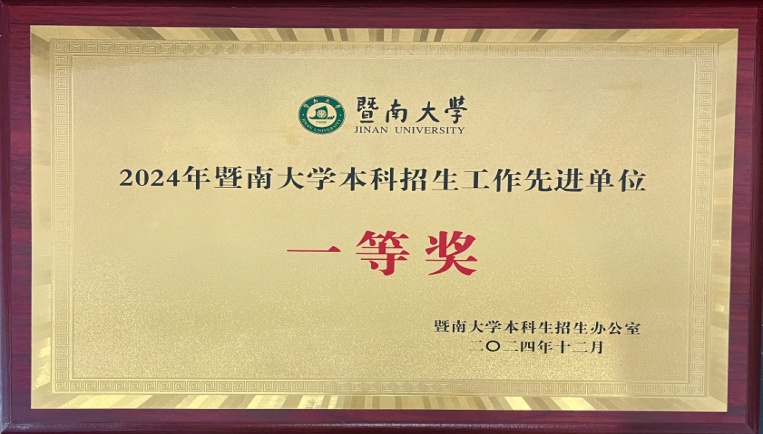 暨南大學
JINAN UNIVERSITY
2024年暨南大学本科招生工作先进单位
一等奖
暨南大学本科生招生办公室
二〇二四年十二月